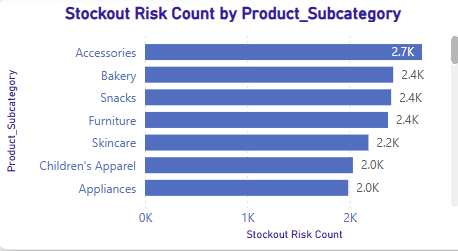 Stockout Risk Count by Product_Subcategory
Product_Subcategory
Accessories 2.7K
Bakery 2.4K
Snacks 2.4K
Furniture 2.4K
Skincare 2.2K
Children's Apparel 2.0K
Appliances 2.0K
0K 1K 2K
Stockout Risk Count